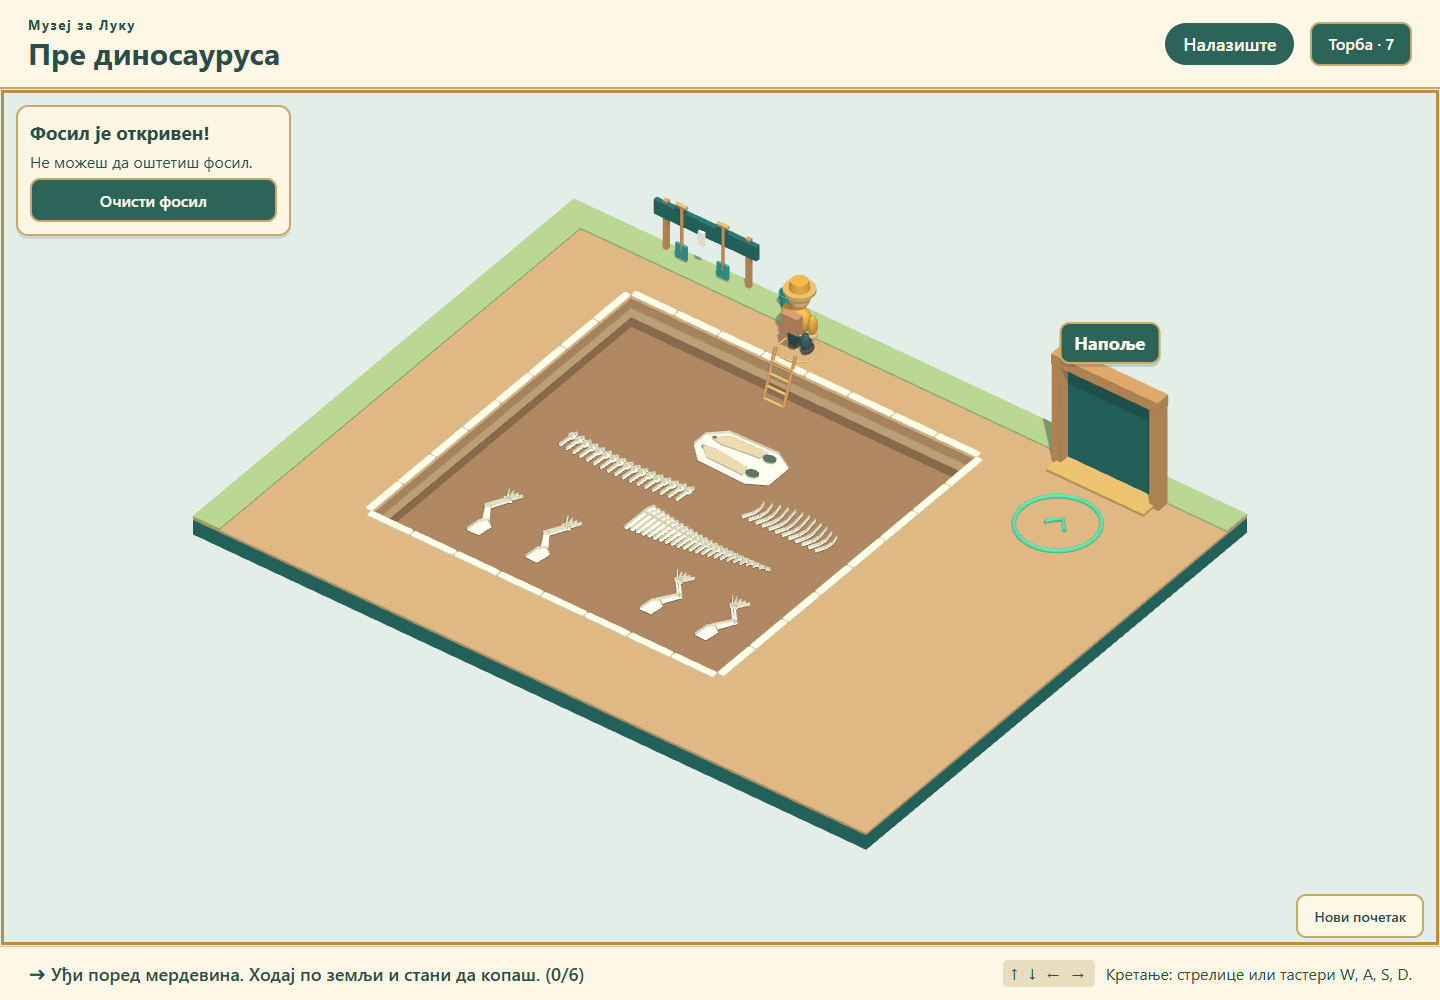 Музеј за Луку
Пре диносауруса
Налазиште
Торба · 7
Фосил је откривен!
Не можеш да оштетиш фосил.
Очисти фосил
Напоље
Нови почетак
→ Уђи поред мердевина. Ходај по земљи и стани да копаш. (0/6)
↑ ↓ ← → Кретање: стрелице или тастери W, A, S, D.